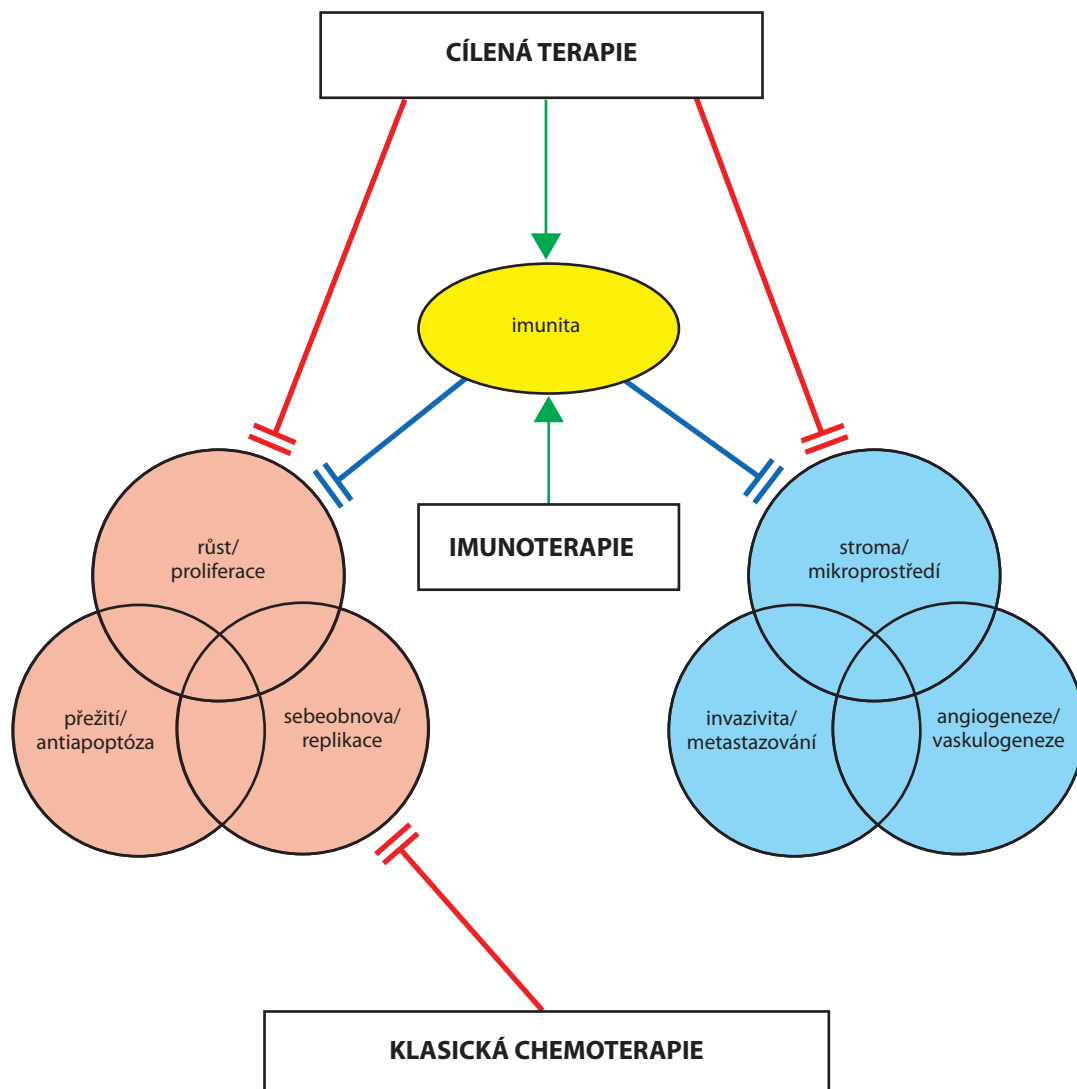 CÍLENÁ TERAPIE
imunita
IMUNOTERAPIE
růst/
proliferace
přežití/
antiapoptóza
sebeobnova/
replikace
stroma/
mikroprostředí
invazivita/
metastazování
angiogeneze/
vaskulogeneze
KLASICKÁ CHEMOTERAPIE